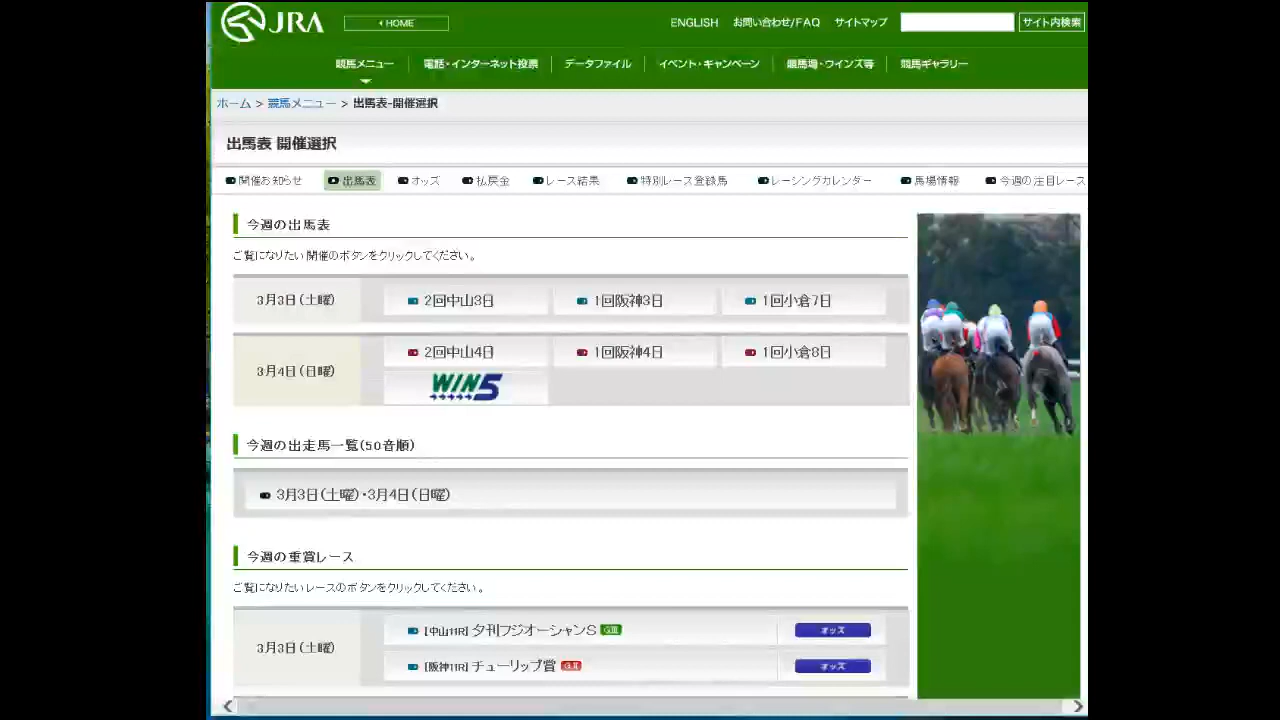 JRA
HOME
ENGLISH お問い合わせ/FAQ サイトマップ サイト内検索
競馬メニュー 電話・インターネット投票 データファイル イベント・キャンペーン 競馬場・ウインズ等 競馬ギャラリー
ホーム > 競馬メニュー > 出馬表-開催選択
出馬表 開催選択
開催お知らせ 出馬表 オッズ 払戻金 レース結果 特別レース登録馬 レーシングカレンダー 馬場情報 今週の注目レース
今週の出馬表
ご覧になりたい開催のボタンをクリックしてください。
3月3日(土曜) 2回中山3日 1回阪神3日 1回小倉7日
3月4日(日曜) 2回中山4日 1回阪神4日 1回小倉8日
WIN5
今週の出走馬一覧(50音順)
3月3日(土曜)・3月4日(日曜)
今週の重賞レース
ご覧になりたいレースのボタンをクリックしてください。
3月3日(土曜)
[中山11R] 夕刊フジオーシャンS GⅢ オッズ
[阪神11R] チューリップ賞 GⅡ オッズ